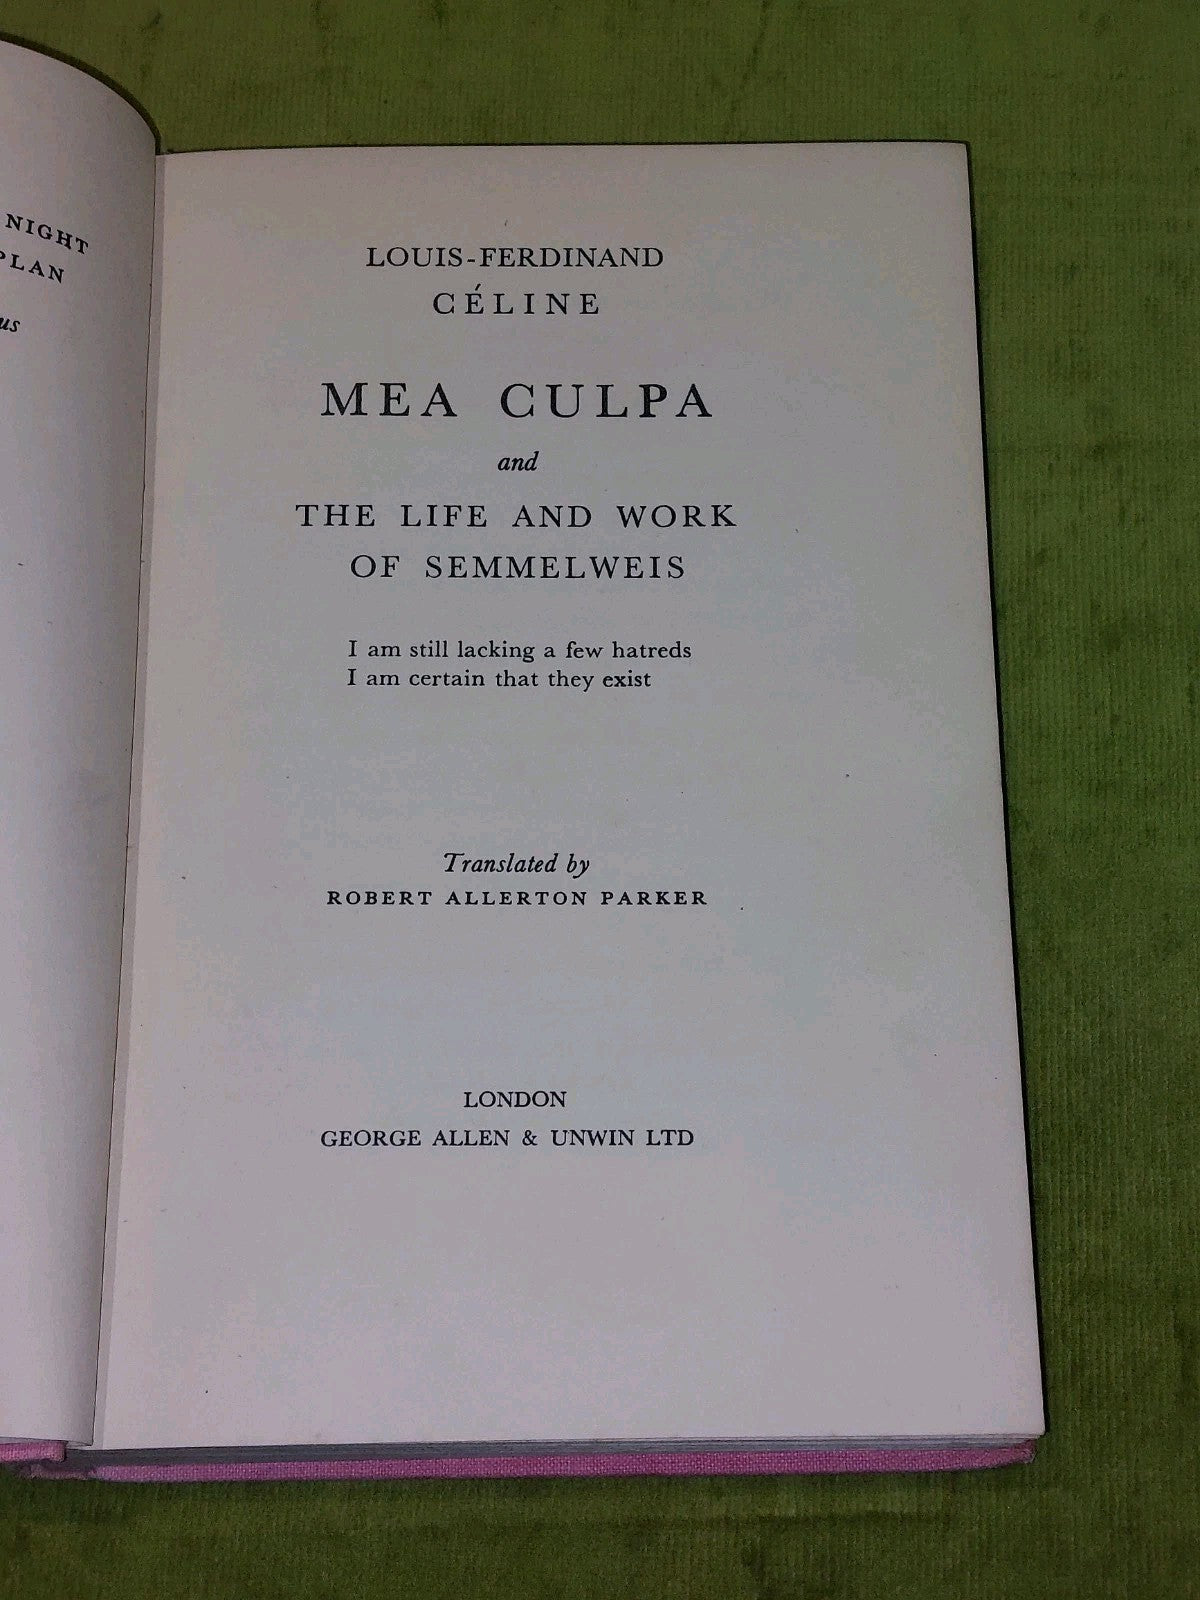 NIGHT
PLAN
us
LOUIS-FERDINAND
CÉLINE
MEA CULPA
and
THE LIFE AND WORK
OF SEMMELWEIS
I am still lacking a few hatreds
I am certain that they exist
Translated by
ROBERT ALLERTON PARKER
LONDON
GEORGE ALLEN & UNWIN LTD